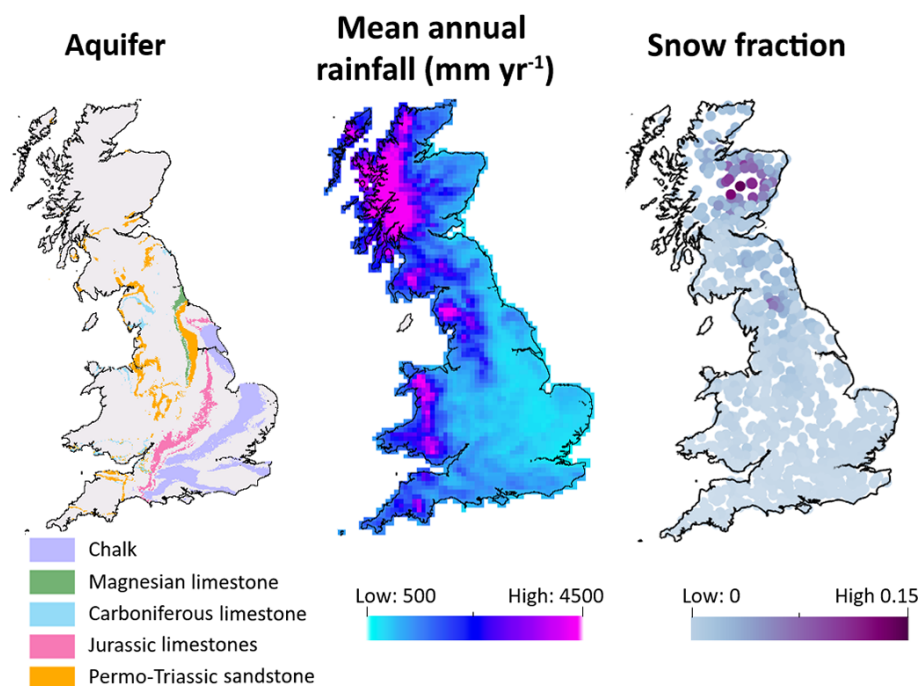 Aquifer
Mean annual
rainfall (mm yr⁻¹)
Snow fraction
Chalk
Magnesian limestone
Carboniferous limestone
Jurassic limestones
Permo-Triassic sandstone
Low: 500 High: 4500
Low: 0 High 0.15